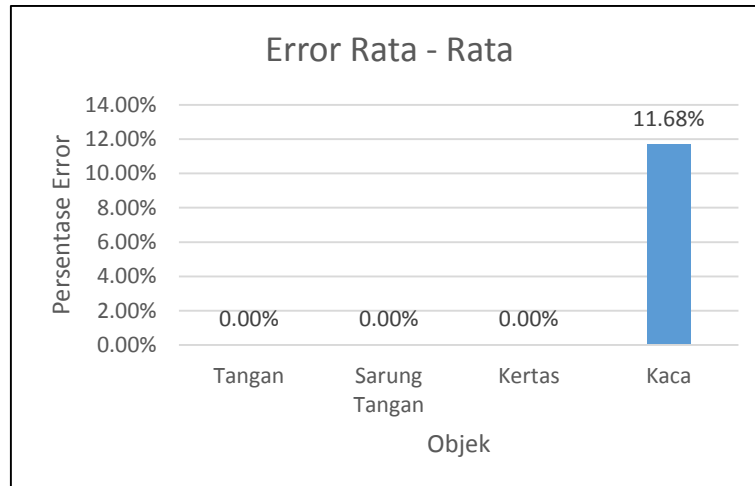 Error Rata - Rata
Persentase Error
14.00%
12.00%
10.00%
8.00%
6.00%
4.00%
2.00%
0.00%
0.00%
0.00%
0.00%
11.68%
Tangan
Sarung
Tangan
Kertas
Kaca
Objek